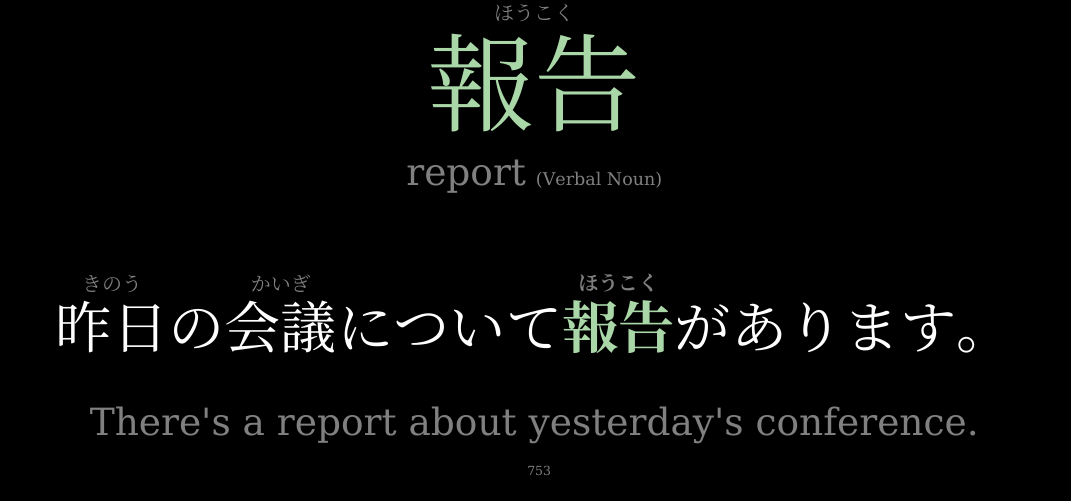 ほうこく
報告
report (Verbal Noun)
きのう かいぎ ほうこく
昨日の会議について報告があります。
There's a report about yesterday's conference.
753